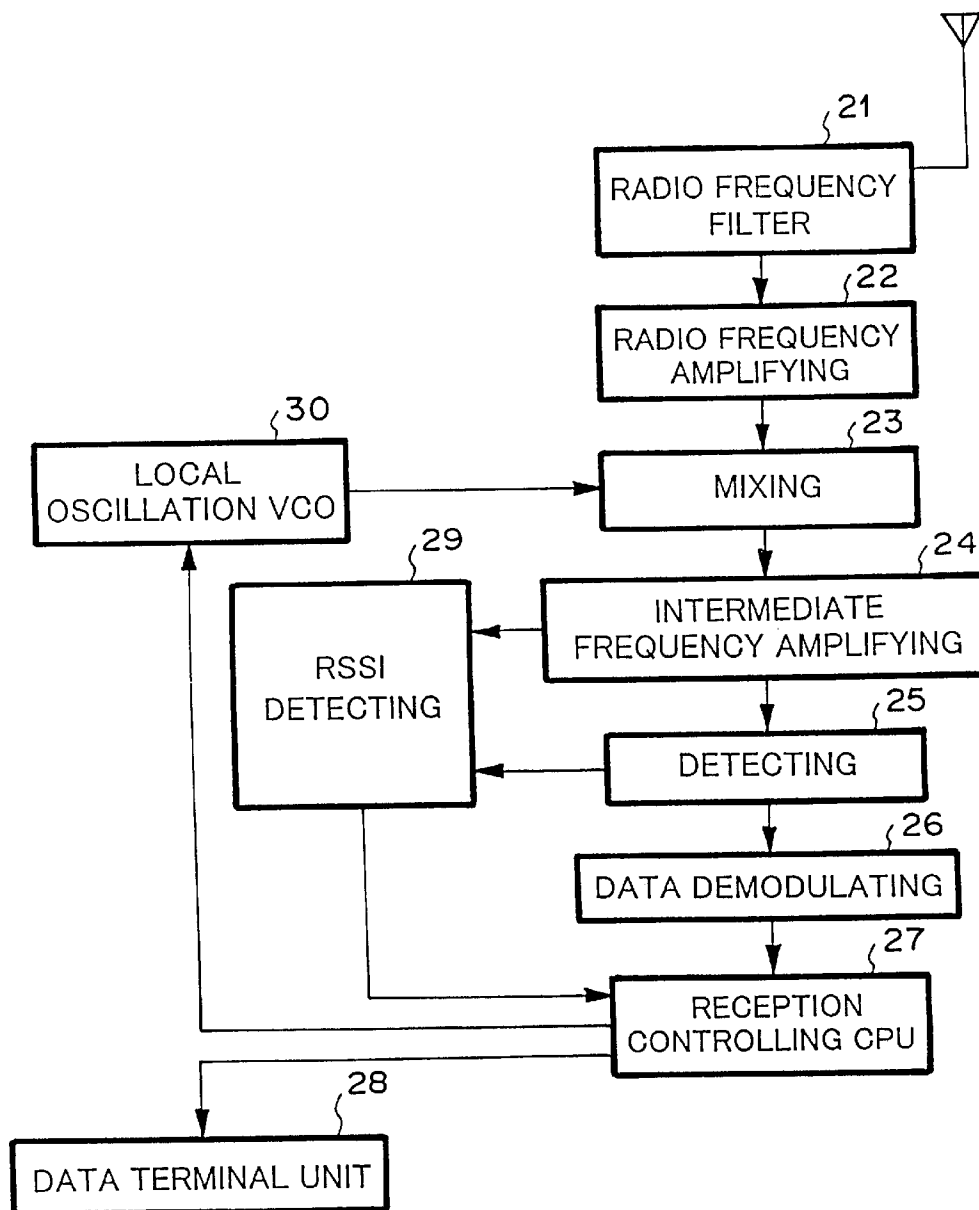 21
RADIO FREQUENCY
FILTER
22
RADIO FREQUENCY
AMPLIFYING
30
23
LOCAL
OSCILLATION VCO
MIXING
29
24
INTERMEDIATE
FREQUENCY AMPLIFYING
RSSI
DETECTING
25
DETECTING
26
DATA DEMODULATING
27
RECEPTION
CONTROLLING CPU
28
DATA TERMINAL UNIT